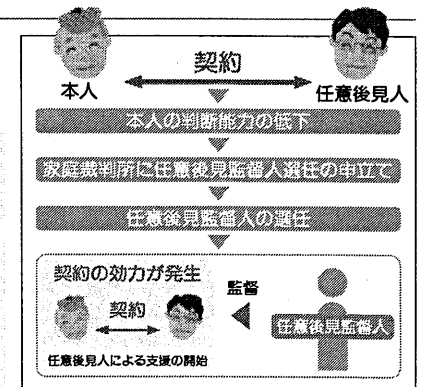 契約
本人
任意後見人
本人の判断能力の低下
家庭裁判所に任意後見監督人選任の申立て
任意後見監督人の選任
契約の効力が発生
契約
監督
任意後見監督人
任意後見人による支援の開始